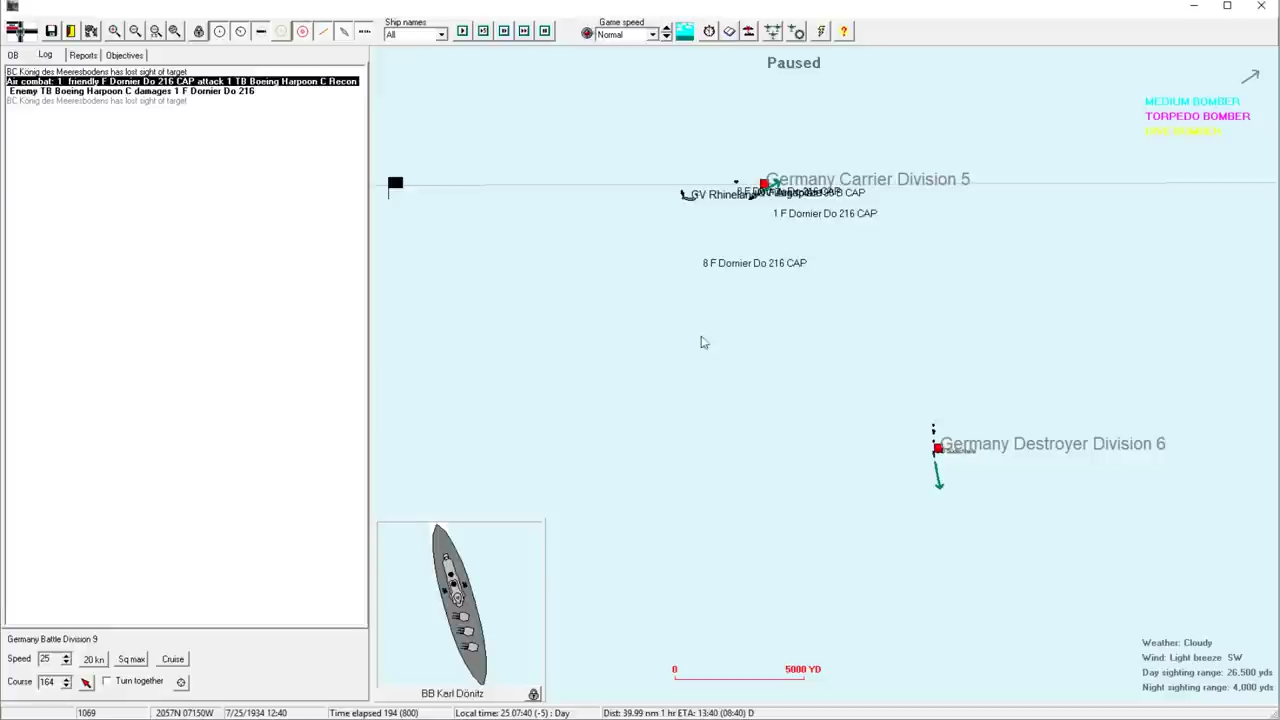 Ship names
All
Game speed
Normal
OB Log Reports Objectives
BC König des Meeresbodens has lost sight of target
Air combat: 1 friendly F Dornier Do 216 CAP attack 1 TB Boeing Harpoon C Recon
Enemy TB Boeing Harpoon C damages 1 F Dornier Do 216
BC König des Meeresbodens has lost sight of target
Paused
MEDIUM BOMBER
TORPEDO BOMBER
DIVE BOMBER
Germany Carrier Division 5
CV Rhineland
1 F Dornier Do 216 CAP
8 F Dornier Do 216 CAP
Germany Destroyer Division 6
Germany Battle Division 9
Speed 25 20 kn Sq max Cruise
Course 164 Turn together
BB Karl Dönitz
0 5000 YD
Weather: Cloudy
Wind: Light breeze SW
Day sighting range: 26,500 yds
Night sighting range: 4,000 yds
1069 2057N 07150W 7/25/1934 12:40 Time elapsed 194 (800) Local time: 25 07:40 (-5) : Day Dist: 39.99 nm 1 hr ETA: 13:40 (08:40) D